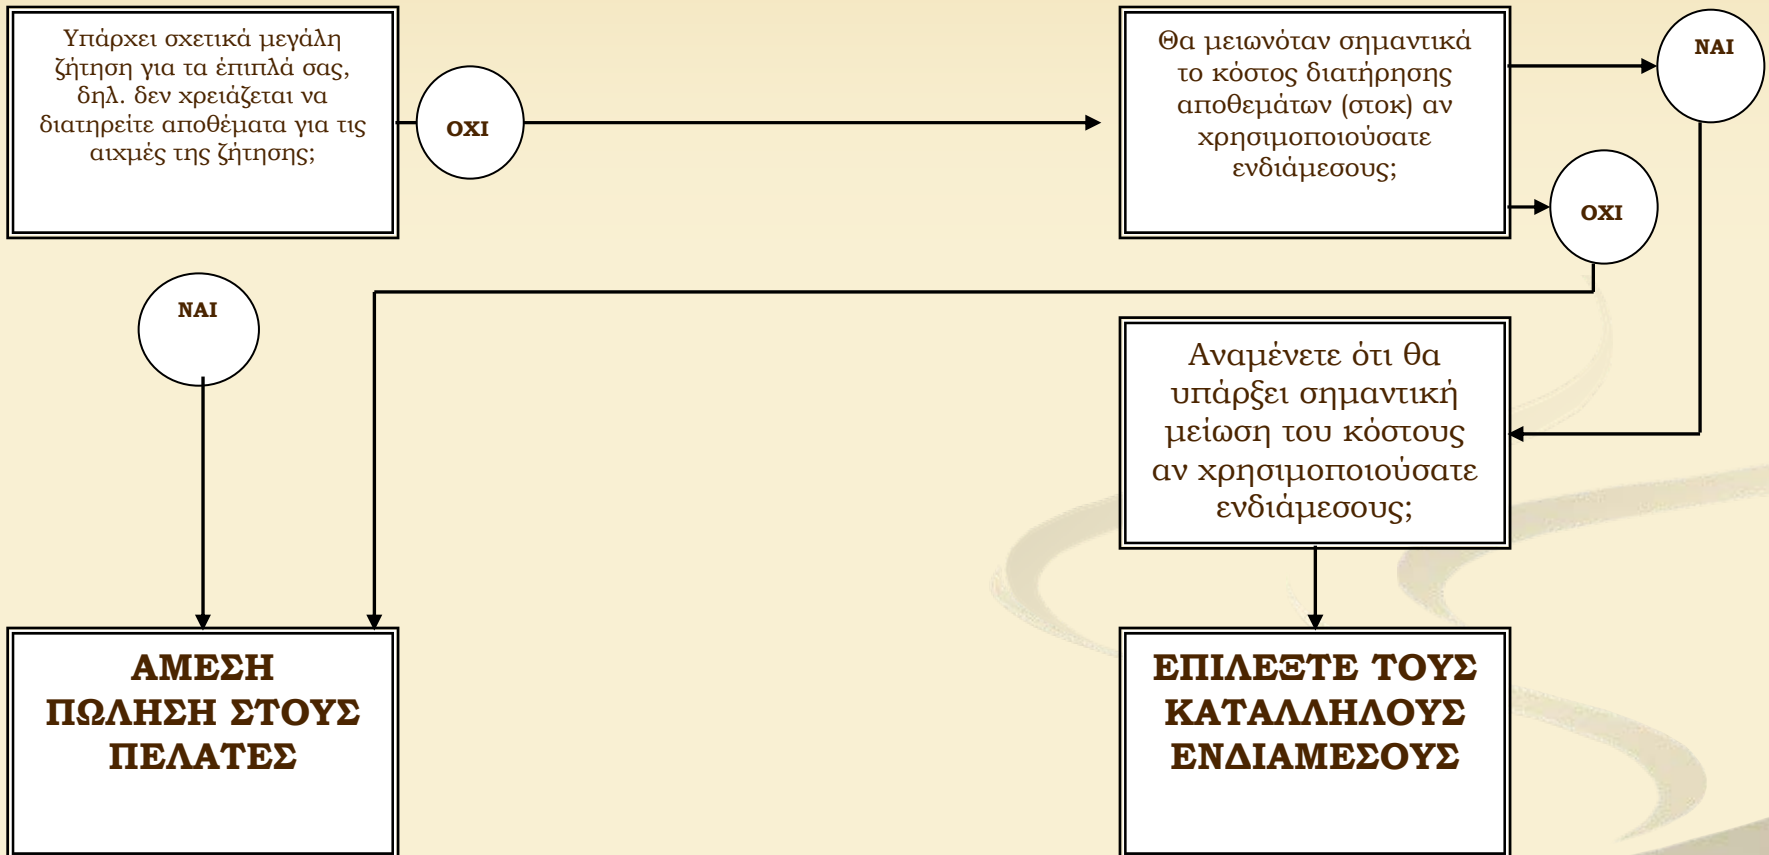 Υπάρχει σχετικά μεγάλη
ζήτηση για τα έπιπλά σας,
δηλ. δεν χρειάζεται να
διατηρείτε αποθέματα για τις
αιχμές της ζήτησης;
ΟΧΙ
Θα μειωνόταν σημαντικά
το κόστος διατήρησης
αποθεμάτων (στοκ) αν
χρησιμοποιούσατε
ενδιάμεσους;
ΝΑΙ
ΟΧΙ
ΝΑΙ
Αναμένετε ότι θα
υπάρξει σημαντική
μείωση του κόστους
αν χρησιμοποιούσατε
ενδιάμεσους;
ΑΜΕΣΗ
ΠΩΛΗΣΗ ΣΤΟΥΣ
ΠΕΛΑΤΕΣ
ΕΠΙΛΕΞΤΕ ΤΟΥΣ
ΚΑΤΑΛΛΗΛΟΥΣ
ΕΝΔΙΑΜΕΣΟΥΣ